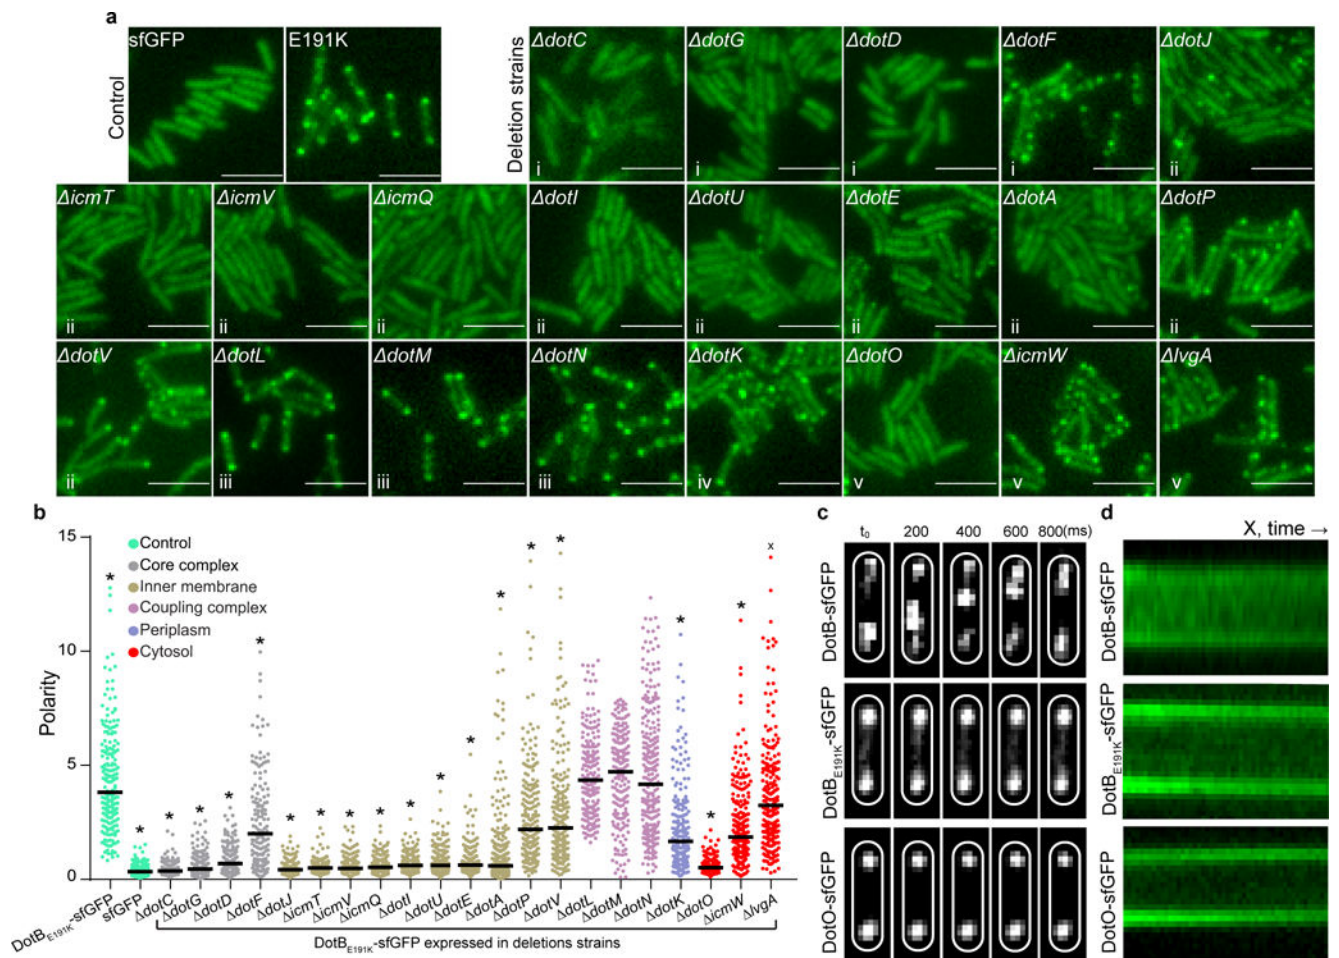 a
Control
sfGFP
E191K
Deletion strains
ΔdotC
i
ΔdotG
i
ΔdotD
i
ΔdotF
i
ΔdotJ
ii
ΔicmT
ii
ΔicmV
ii
ΔicmQ
ii
ΔdotI
ii
ΔdotU
ii
ΔdotE
ii
ΔdotA
ii
ΔdotP
ii
ΔdotV
ii
ΔdotL
iii
ΔdotM
iii
ΔdotN
iii
ΔdotK
iv
ΔdotO
v
ΔicmW
v
ΔlvgA
v
b
Polarity
15
10
5
0
Control
Core complex
Inner membrane
Coupling complex
Periplasm
Cytosol
* * * * * * * * * * * * * * * * * * * x
DotBE191K-sfGFP
sfGFP
ΔdotC
ΔdotG
ΔdotD
ΔdotF
ΔdotJ
ΔicmT
ΔicmV
ΔicmQ
ΔdotI
ΔdotU
ΔdotE
ΔdotA
ΔdotP
ΔdotV
ΔdotL
ΔdotM
ΔdotN
ΔdotK
ΔdotO
ΔicmW
ΔlvgA
DotBE191K-sfGFP expressed in deletions strains
c
t0 200 400 600 800(ms)
DotB-sfGFP
DotBE191K-sfGFP
DotO-sfGFP
d
X, time →
DotB-sfGFP
DotBE191K-sfGFP
DotO-sfGFP